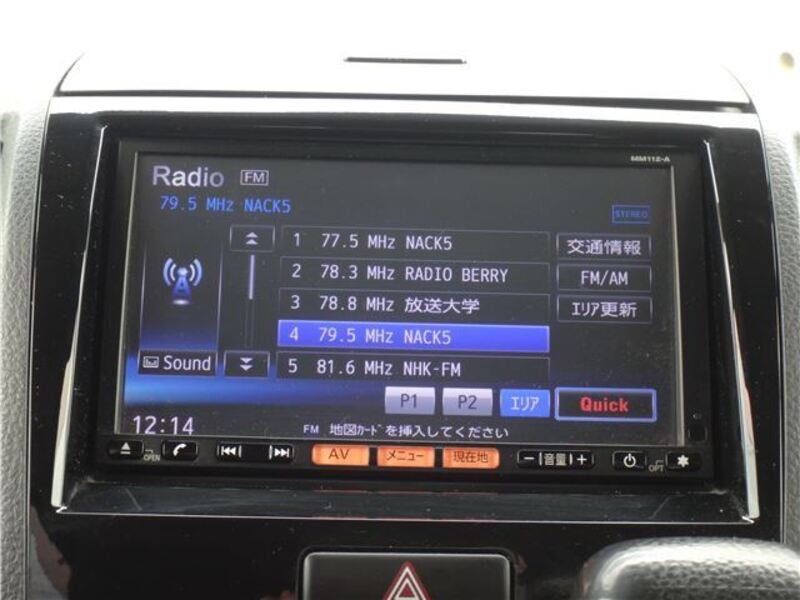 MM112-A
Radio FM
79.5 MHz NACK5
STEREO
1 77.5 MHz NACK5
2 78.3 MHz RADIO BERRY
3 78.8 MHz 放送大学
4 79.5 MHz NACK5
5 81.6 MHz NHK-FM
交通情報
FM/AM
ｴﾘｱ更新
Sound
P1 P2 ｴﾘｱ Quick
12:14 FM 地図ｶｰﾄﾞを挿入してください
OPEN AV メニュー 現在地 － 音量 ＋ OPT